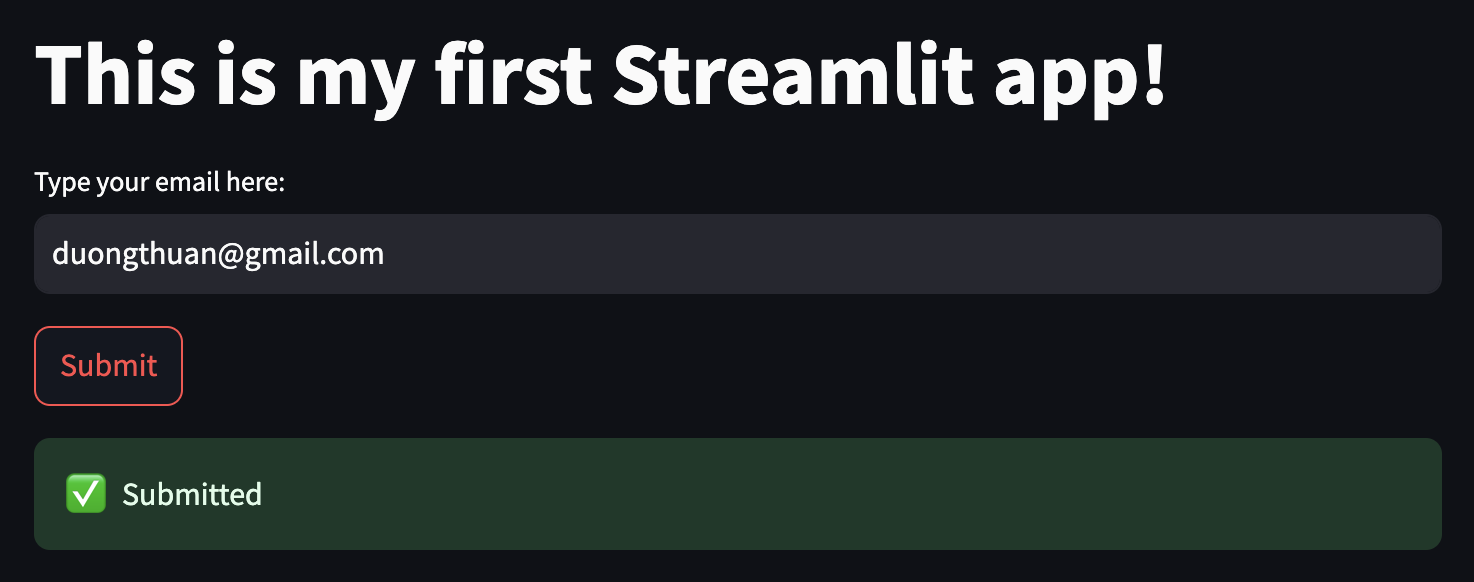 This is my first Streamlit app!
Type your email here:
duongthuan@gmail.com
Submit
✅ Submitted